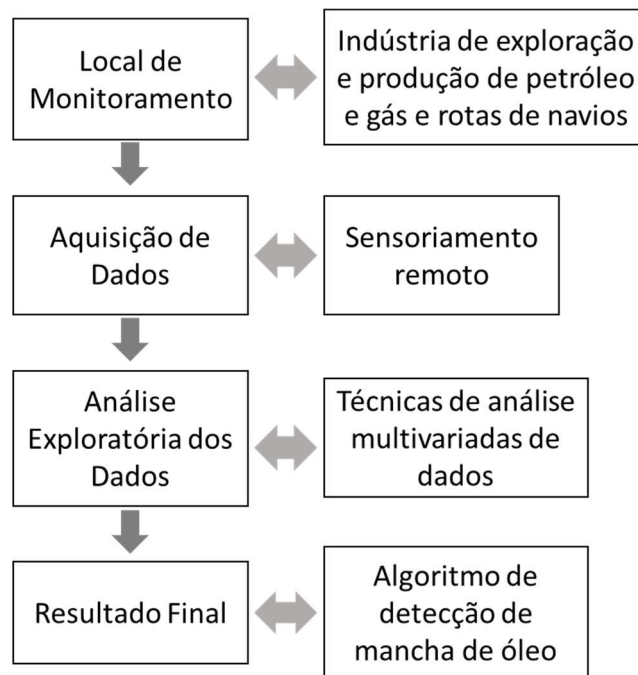 Local de
Monitoramento
Indústria de exploração
e produção de petróleo
e gás e rotas de navios
Aquisição de
Dados
Sensoriamento
remoto
Análise
Exploratória dos
Dados
Técnicas de análise
multivariadas de
dados
Resultado Final
Algoritmo de
detecção de
mancha de óleo